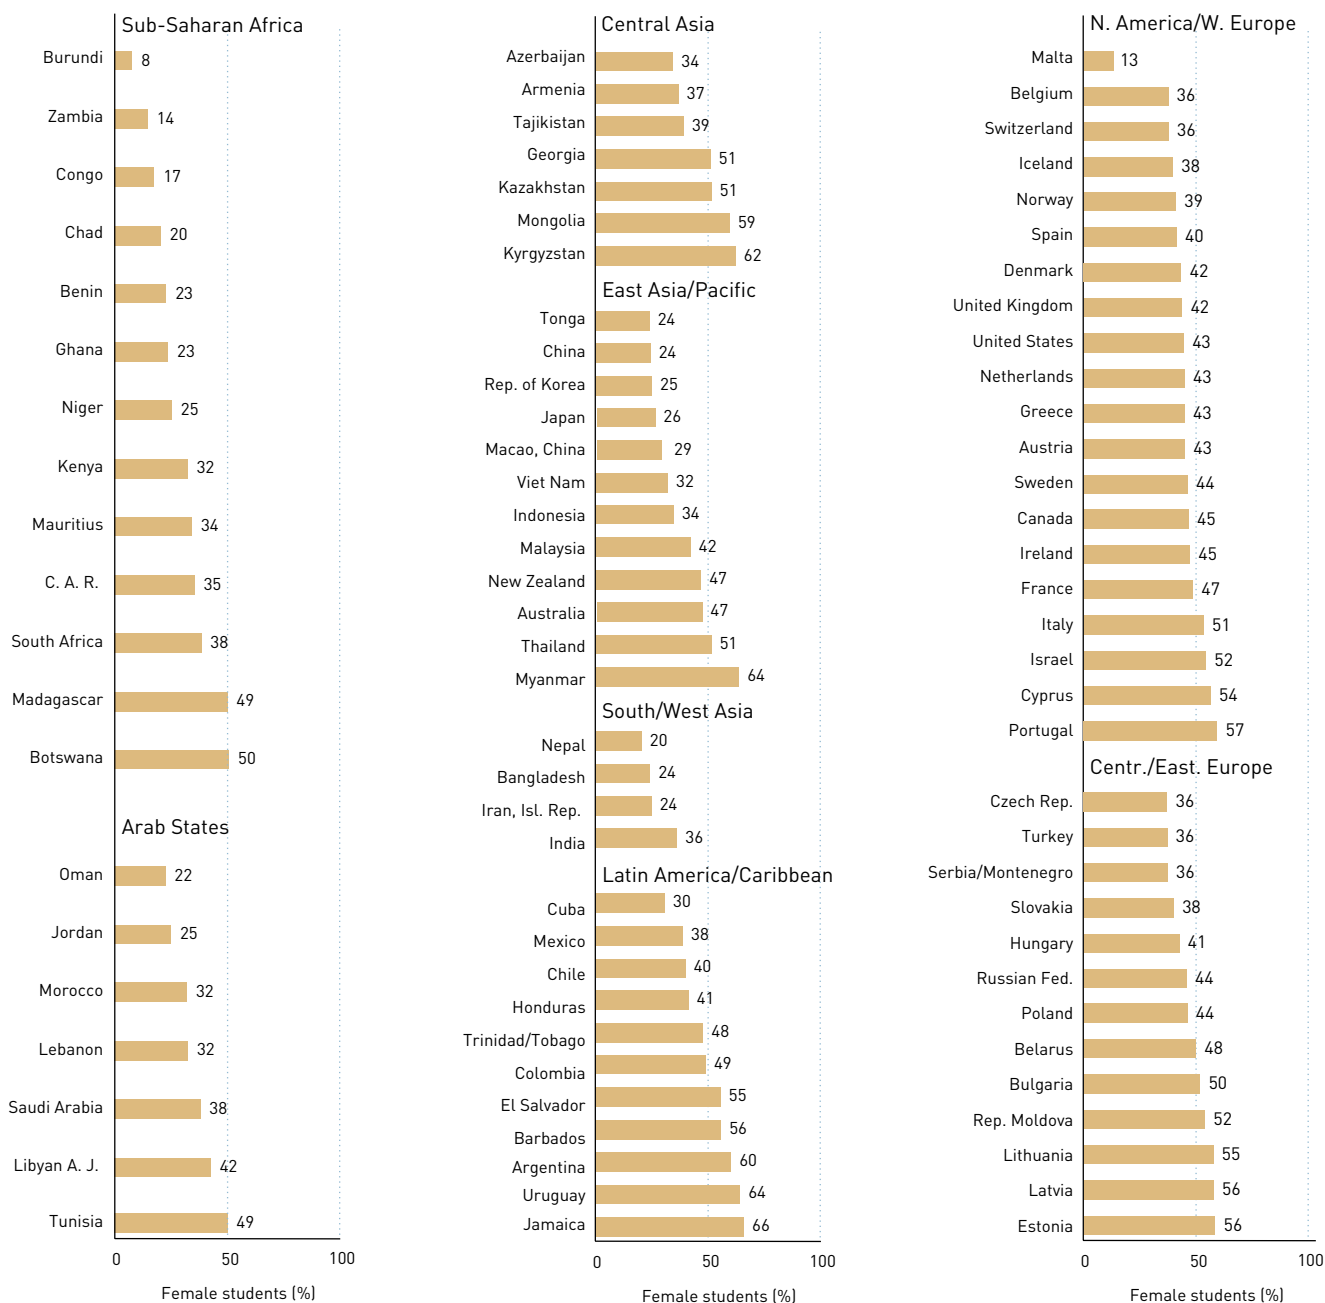 Sub-Saharan Africa
Burundi 8
Zambia 14
Congo 17
Chad 20
Benin 23
Ghana 23
Niger 25
Kenya 32
Mauritius 34
C. A. R. 35
South Africa 38
Madagascar 49
Botswana 50
Arab States
Oman 22
Jordan 25
Morocco 32
Lebanon 32
Saudi Arabia 38
Libyan A. J. 42
Tunisia 49
0 50 100
Female students (%)
Central Asia
Azerbaijan 34
Armenia 37
Tajikistan 39
Georgia 51
Kazakhstan 51
Mongolia 59
Kyrgyzstan 62
East Asia/Pacific
Tonga 24
China 24
Rep. of Korea 25
Japan 26
Macao, China 29
Viet Nam 32
Indonesia 34
Malaysia 42
New Zealand 47
Australia 47
Thailand 51
Myanmar 64
South/West Asia
Nepal 20
Bangladesh 24
Iran, Isl. Rep. 24
India 36
Latin America/Caribbean
Cuba 30
Mexico 38
Chile 40
Honduras 41
Trinidad/Tobago 48
Colombia 49
El Salvador 55
Barbados 56
Argentina 60
Uruguay 64
Jamaica 66
0 50 100
Female students (%)
N. America/W. Europe
Malta 13
Belgium 36
Switzerland 36
Iceland 38
Norway 39
Spain 40
Denmark 42
United Kingdom 42
United States 43
Netherlands 43
Greece 43
Austria 43
Sweden 44
Canada 45
Ireland 45
France 47
Italy 51
Israel 52
Cyprus 54
Portugal 57
Centr./East. Europe
Czech Rep. 36
Turkey 36
Serbia/Montenegro 36
Slovakia 38
Hungary 41
Russian Fed. 44
Poland 44
Belarus 48
Bulgaria 50
Rep. Moldova 52
Lithuania 55
Latvia 56
Estonia 56
0 50 100
Female students (%)